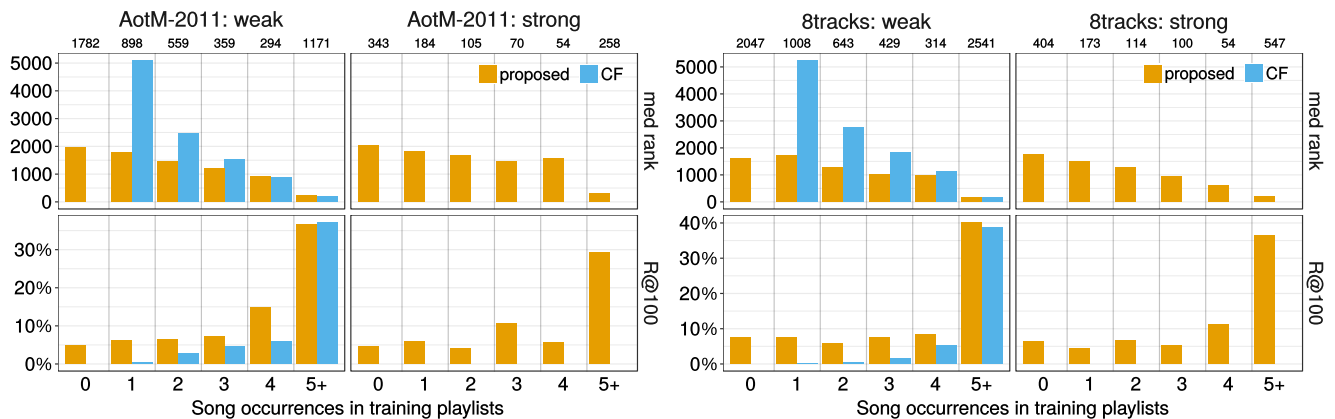 AotM-2011: weak
AotM-2011: strong
1782 898 559 359 294 1171
343 184 105 70 54 258
5000
4000
3000
2000
1000
0
proposed CF
med rank
30%
20%
10%
0%
R@100
0 1 2 3 4 5+
0 1 2 3 4 5+
Song occurrences in training playlists
8tracks: weak
8tracks: strong
2047 1008 643 429 314 2541
404 173 114 100 54 547
5000
4000
3000
2000
1000
0
proposed CF
med rank
40%
30%
20%
10%
0%
R@100
0 1 2 3 4 5+
0 1 2 3 4 5+
Song occurrences in training playlists